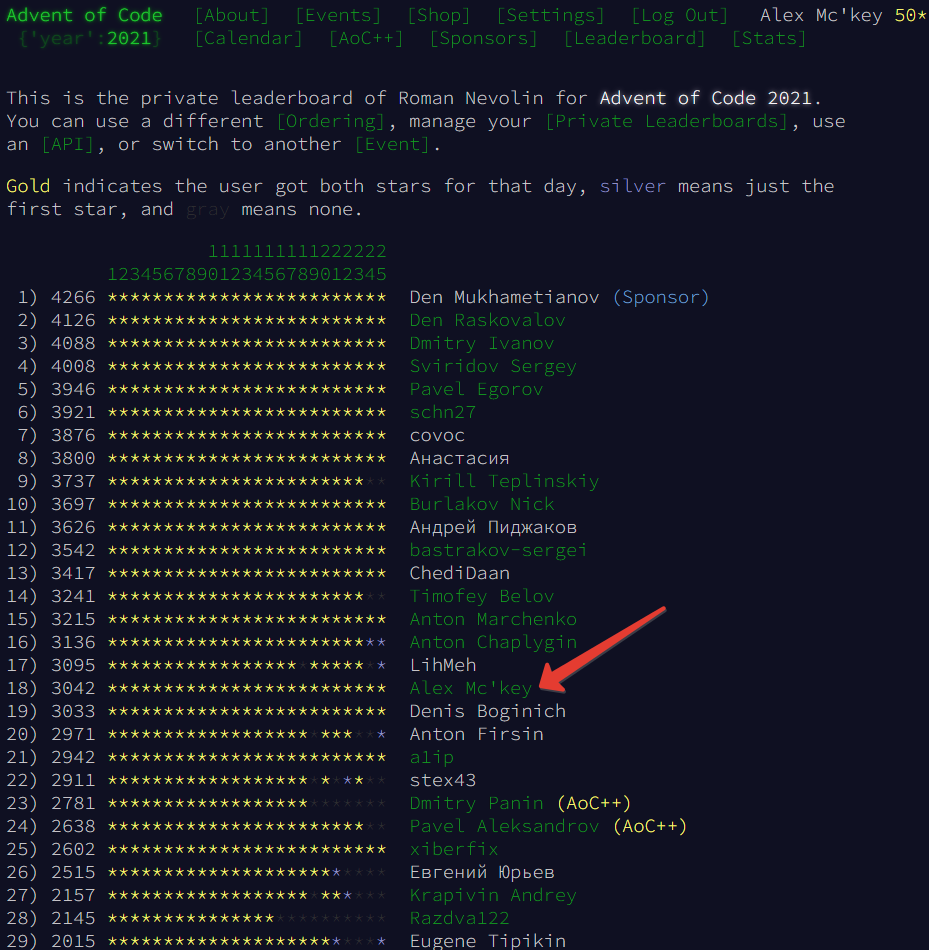 Advent of Code [About] [Events] [Shop] [Settings] [Log Out] Alex Mc'key 50*
{'year':2021} [Calendar] [AoC++] [Sponsors] [Leaderboard] [Stats]
This is the private leaderboard of Roman Nevolin for Advent of Code 2021.
You can use a different [Ordering], manage your [Private Leaderboards], use
an [API], or switch to another [Event].
Gold indicates the user got both stars for that day, silver means just the
first star, and gray means none.
1111111111222222
1234567890123456789012345
1) 4266 ************************* Den Mukhametianov (Sponsor)
2) 4126 ************************* Den Raskovalov
3) 4088 ************************* Dmitry Ivanov
4) 4008 ************************* Sviridov Sergey
5) 3946 ************************* Pavel Egorov
6) 3921 ************************* schn27
7) 3876 ************************* covoc
8) 3800 ************************* Анастасия
9) 3737 ************************* Kirill Teplinskiy
10) 3697 ************************* Burlakov Nick
11) 3626 ************************* Андрей Пиджаков
12) 3542 ************************* bastrakov-sergei
13) 3417 ************************* ChediDaan
14) 3241 ************************* Timofey Belov
15) 3215 ************************* Anton Marchenko
16) 3136 ************************* Anton Chaplygin
17) 3095 ************************* LihMeh
18) 3042 ************************* Alex Mc'key
19) 3033 ************************* Denis Boginich
20) 2971 ************************* Anton Firsin
21) 2942 ************************* a1ip
22) 2911 ************************* stex43
23) 2781 ************************* Dmitry Panin (AoC++)
24) 2638 ************************* Pavel Aleksandrov (AoC++)
25) 2602 ************************* xiberfix
26) 2515 ************************* Евгений Юрьев
27) 2157 ************************* Krapivin Andrey
28) 2145 ************************* Razdva122
29) 2015 ************************* Eugene Tipikin